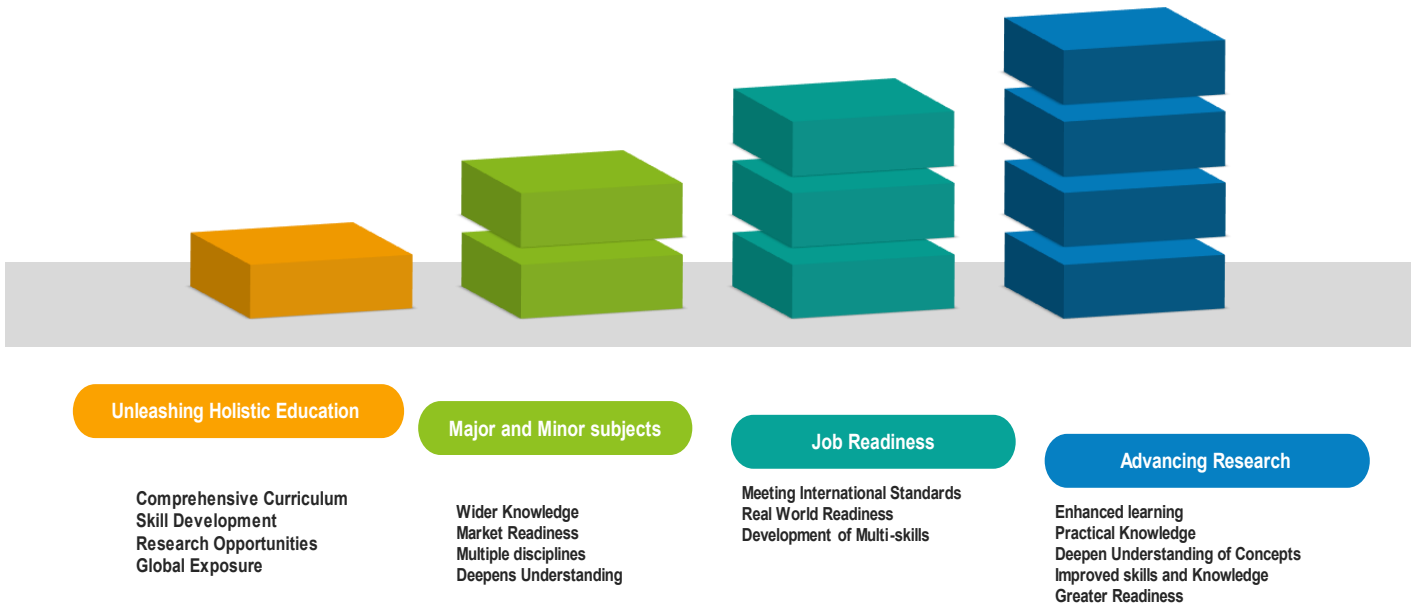 Unleashing Holistic Education
Comprehensive Curriculum
Skill Development
Research Opportunities
Global Exposure
Major and Minor subjects
Wider Knowledge
Market Readiness
Multiple disciplines
Deepens Understanding
Job Readiness
Meeting International Standards
Real World Readiness
Development of Multi-skills
Advancing Research
Enhanced learning
Practical Knowledge
Deepen Understanding of Concepts
Improved skills and Knowledge
Greater Readiness